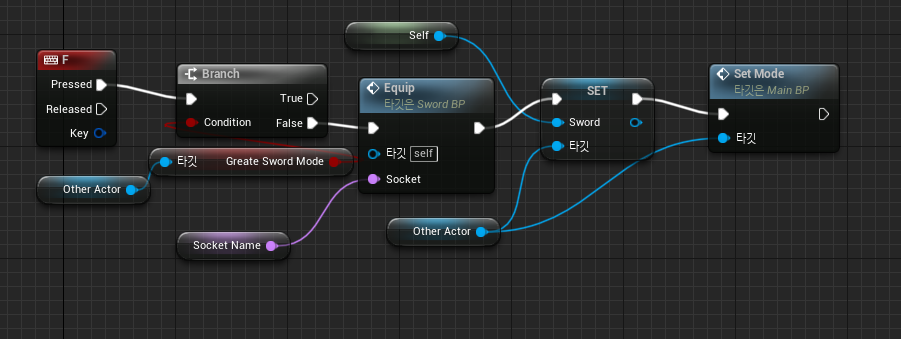 F
Pressed
Released
Key
Branch
True
Condition
False
타깃
Greate Sword Mode
Other Actor
Socket Name
Self
Equip
타깃은 Sword BP
타깃
self
Socket
SET
Sword
타깃
Other Actor
Set Mode
타깃은 Main BP
타깃